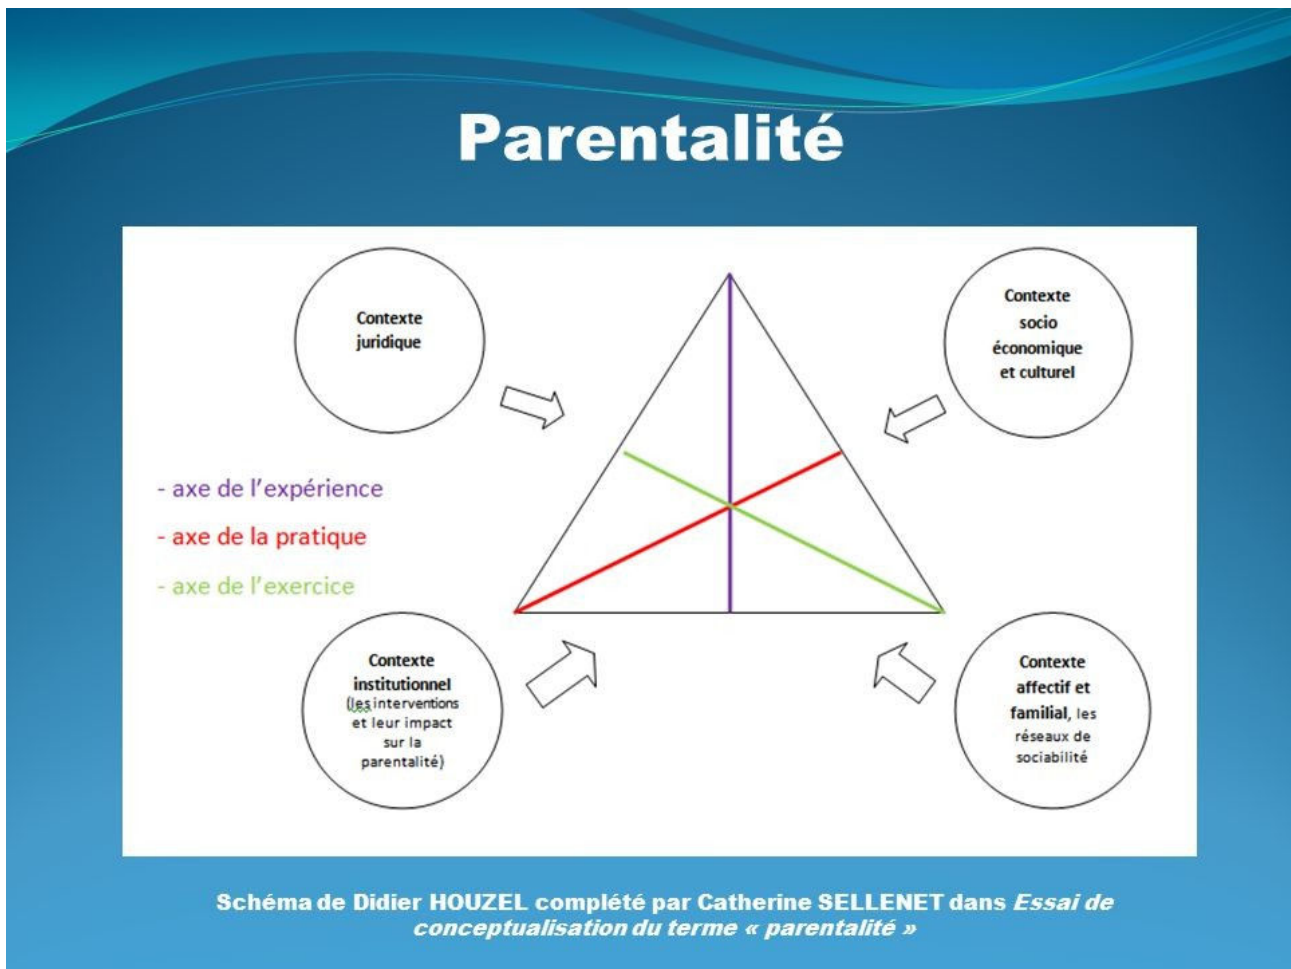 Parentalité
Contexte
juridique
Contexte
socio
économique
et culturel
- axe de l'expérience
- axe de la pratique
- axe de l'exercice
Contexte
institutionnel
(les interventions
et leur impact
sur la
parentalité)
Contexte
affectif et
familial, les
réseaux de
sociabilité
Schéma de Didier HOUZEL complété par Catherine SELLENET dans Essai de
conceptualisation du terme « parentalité »